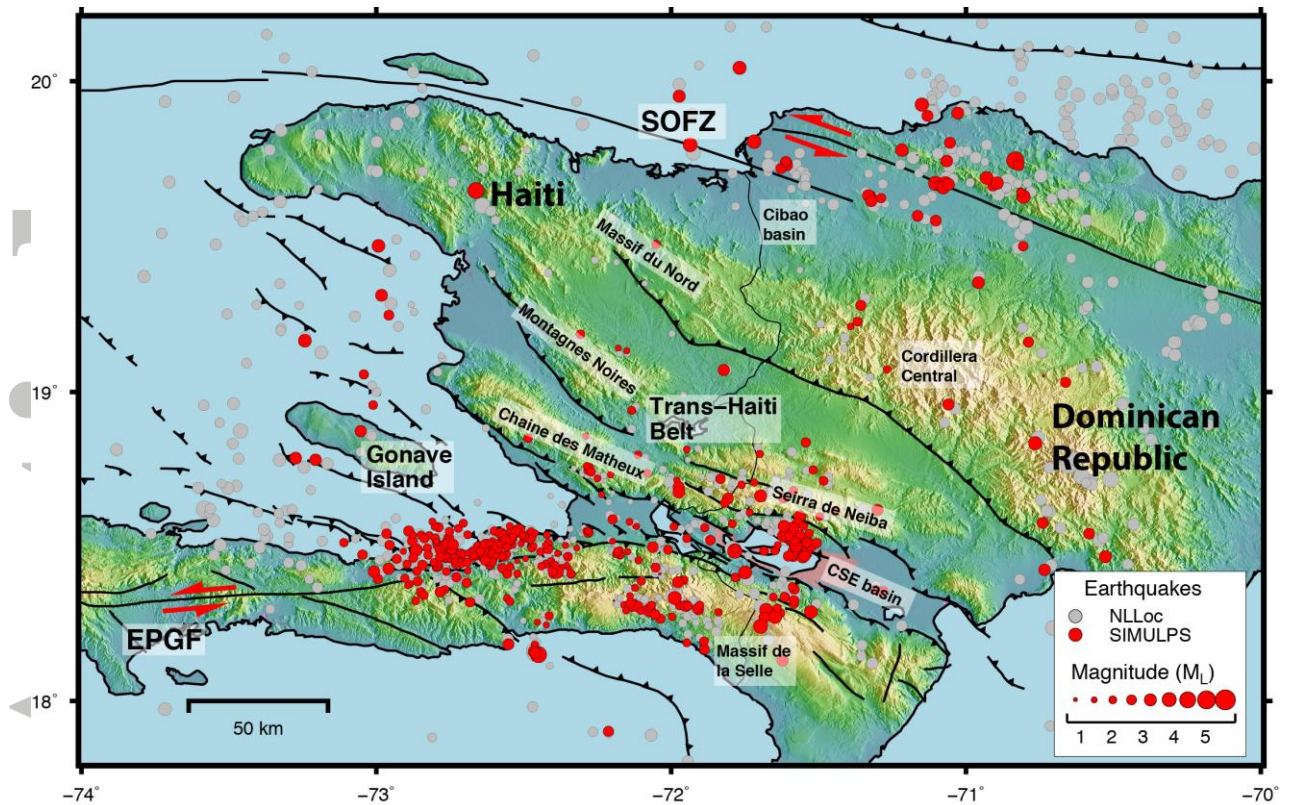 20°
19°
18°
SOFZ
Haiti
Cibao
basin
Massif du Nord
Montagnes Noires
Cordillera
Central
Trans–Haiti
Belt
Dominican
Republic
Chaine des Matheux
Gonave
Island
Seirra de Neiba
CSE basin
EPGF
Massif de
la Selle
50 km
Earthquakes
NLLoc
SIMULPS
Magnitude (ML)
1 2 3 4 5
−74° −73° −72° −71° −70°